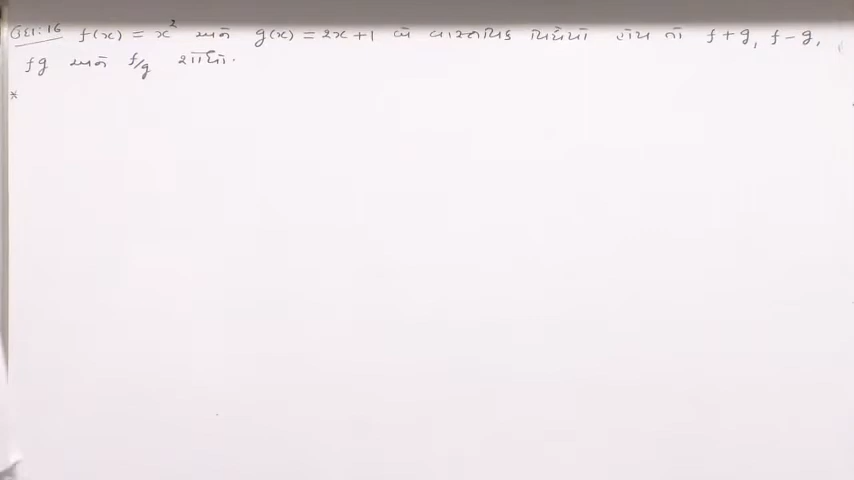 ઉદા:16 f(x) = x² અને g(x) = 2x+1 બે વાસ્તવિક વિધેયો હોય તો f+g, f-g,
fg અને f/g શોધો.
*